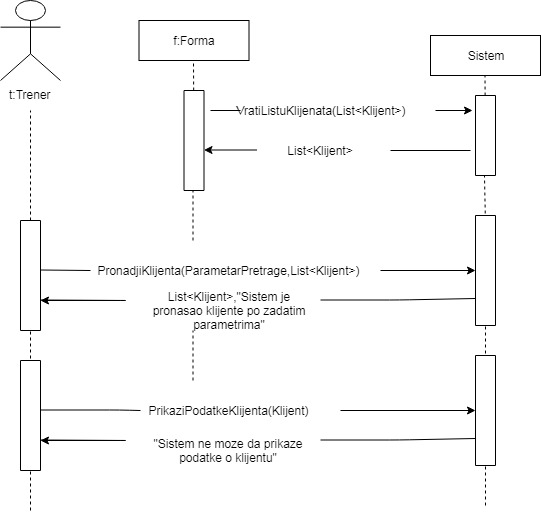 f:Forma
Sistem
t:Trener
VratiListuKlijenata(List<Klijent>)
List<Klijent>
PronadjiKlijenta(ParametarPretrage,List<Klijent>)
List<Klijent>,"Sistem je
pronasao klijente po zadatim
parametrima"
PrikaziPodatkeKlijenta(Klijent)
"Sistem ne moze da prikaze
podatke o klijentu"